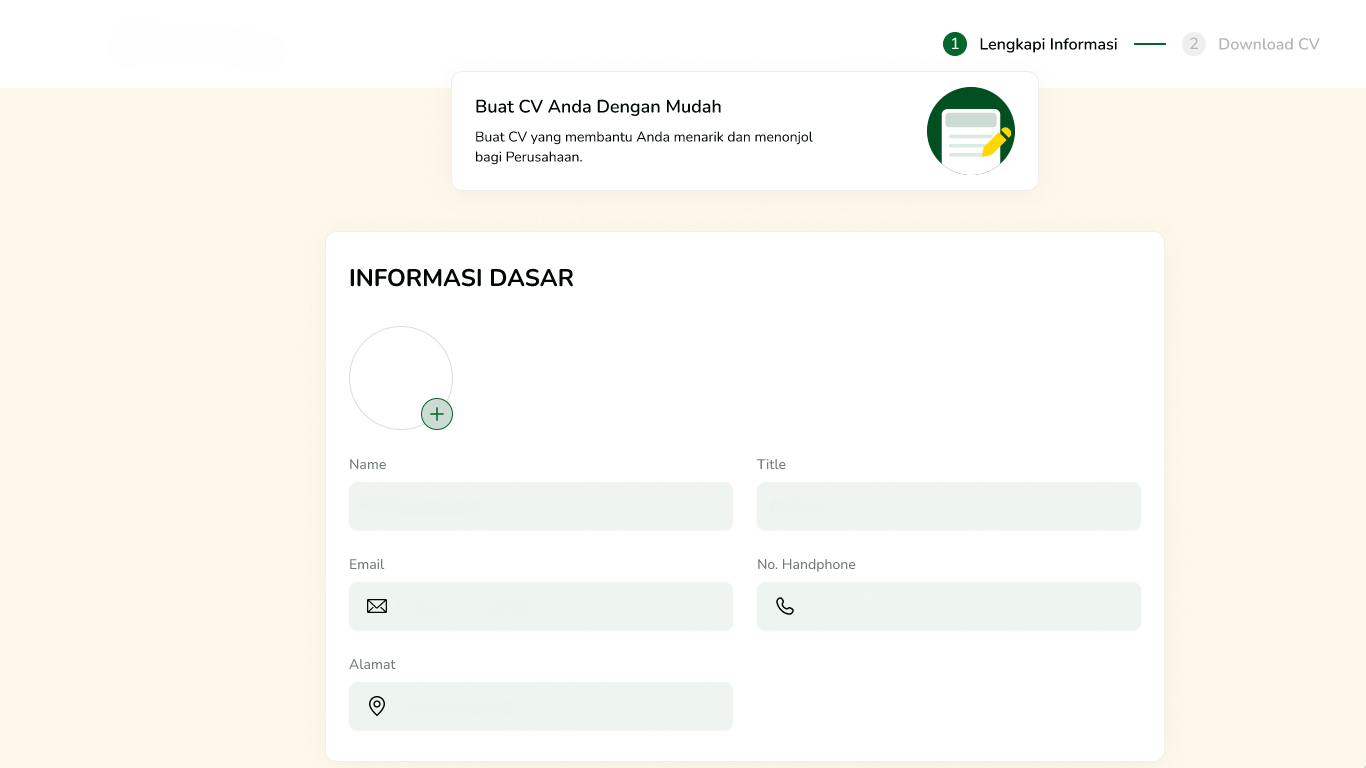 1 Lengkapi Informasi 2 Download CV
Buat CV Anda Dengan Mudah
Buat CV yang membantu Anda menarik dan menonjol
bagi Perusahaan.
INFORMASI DASAR
Name
Title
Email
No. Handphone
Alamat